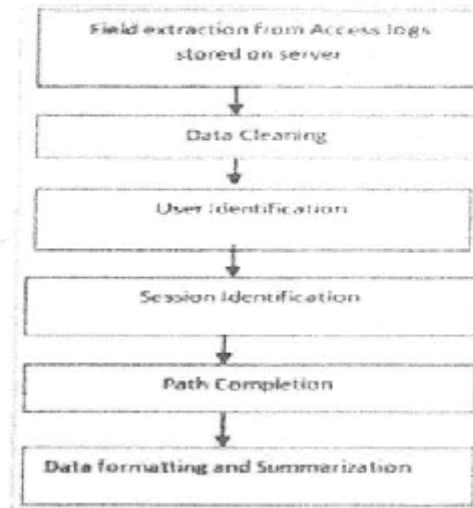 Field extraction from Access logs
stored on server
Data Cleaning
User Identification
Session Identification
Path Completion
Data formatting and Summarization